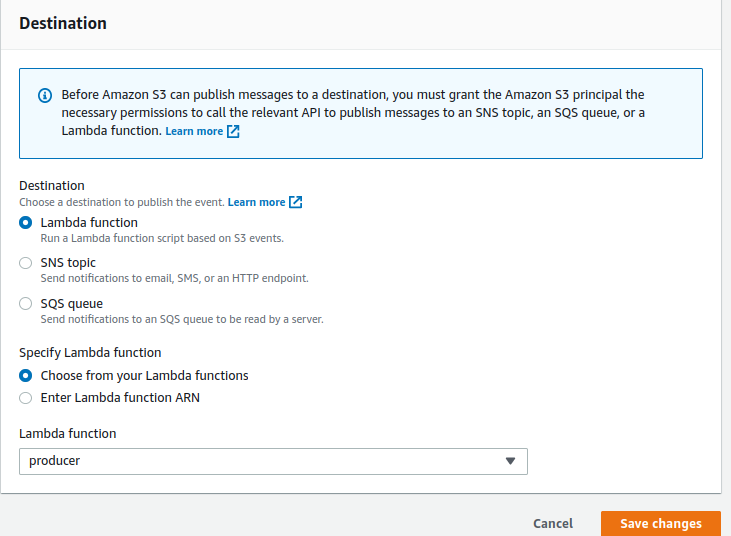 Destination
Before Amazon S3 can publish messages to a destination, you must grant the Amazon S3 principal the
necessary permissions to call the relevant API to publish messages to an SNS topic, an SQS queue, or a
Lambda function. Learn more
Destination
Choose a destination to publish the event. Learn more
Lambda function
Run a Lambda function script based on S3 events.
SNS topic
Send notifications to email, SMS, or an HTTP endpoint.
SQS queue
Send notifications to an SQS queue to be read by a server.
Specify Lambda function
Choose from your Lambda functions
Enter Lambda function ARN
Lambda function
producer
Cancel Save changes